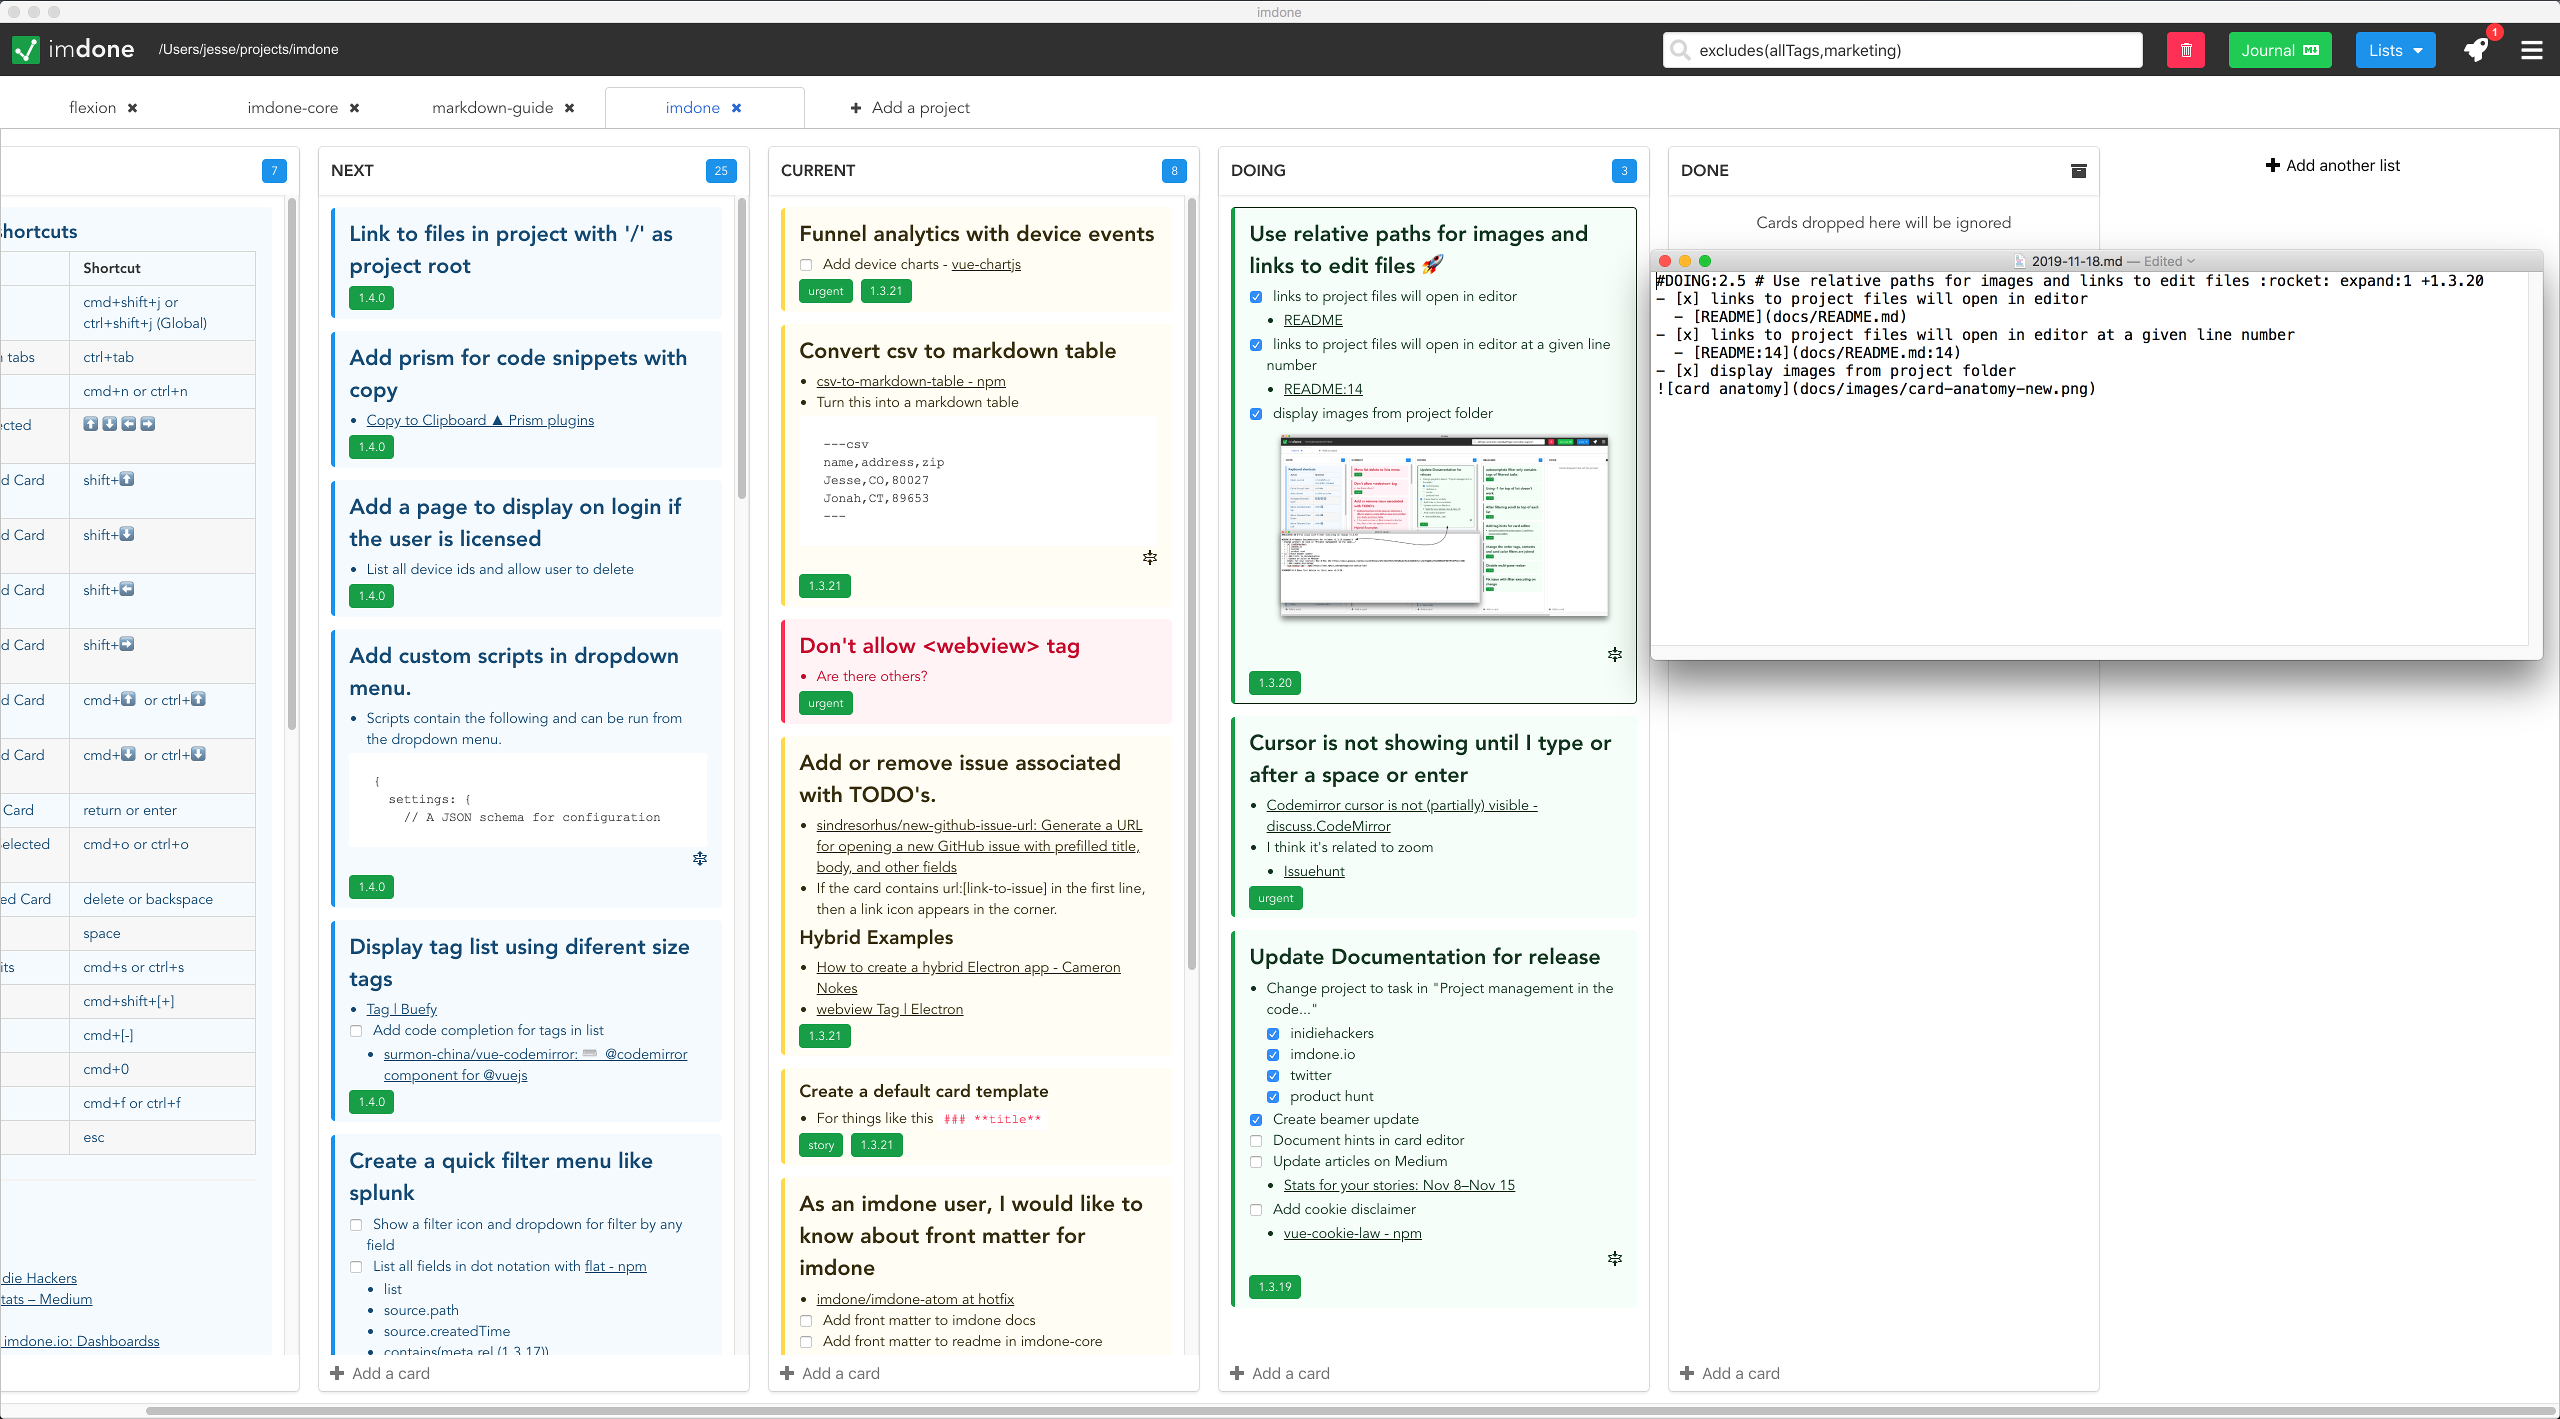 imdone
imdone
/Users/jesse/projects/imdone
excludes(allTags,marketing)
Journal
Lists
1
flexion
imdone-core
markdown-guide
imdone
Add a project
7
shortcuts
Shortcut
cmd+shift+j or
ctrl+shift+j (Global)
tabs
ctrl+tab
cmd+n or ctrl+n
ected
d Card
shift+⬆️
d Card
shift+⬇️
d Card
shift+⬅️
d Card
shift+➡️
d Card
cmd+⬆️ or ctrl+⬆️
d Card
cmd+⬇️ or ctrl+⬇️
Card
return or enter
elected
cmd+o or ctrl+o
ed Card
delete or backspace
space
its
cmd+s or ctrl+s
cmd+shift+[+]
cmd+[-]
cmd+0
cmd+f or ctrl+f
esc
die Hackers
tats – Medium
imdone.io: Dashboardss
NEXT
25
Link to files in project with '/' as
project root
1.4.0
Add prism for code snippets with
copy
Copy to Clipboard ▲ Prism plugins
1.4.0
Add a page to display on login if
the user is licensed
List all device ids and allow user to delete
1.4.0
Add custom scripts in dropdown
menu.
Scripts contain the following and can be run from
the dropdown menu.
{
settings: {
// A JSON schema for configuration
1.4.0
Display tag list using diferent size
tags
Tag | Buefy
Add code completion for tags in list
surmon-china/vue-codemirror: ⌨️ @codemirror
component for @vuejs
1.4.0
Create a quick filter menu like
splunk
Show a filter icon and dropdown for filter by any
field
List all fields in dot notation with flat - npm
list
source.path
source.createdTime
contains(meta.rel,(1.3.17))
Add a card
CURRENT
8
Funnel analytics with device events
Add device charts - vue-chartjs
urgent 1.3.21
Convert csv to markdown table
csv-to-markdown-table - npm
Turn this into a markdown table
---csv
name,address,zip
Jesse,CO,80027
Jonah,CT,89653
---
1.3.21
Don't allow <webview> tag
Are there others?
urgent
Add or remove issue associated
with TODO's.
sindresorhus/new-github-issue-url: Generate a URL
for opening a new GitHub issue with prefilled title,
body, and other fields
If the card contains url:[link-to-issue] in the first line,
then a link icon appears in the corner.
Hybrid Examples
How to create a hybrid Electron app - Cameron
Nokes
webview Tag | Electron
1.3.21
Create a default card template
For things like this ### **title**
story 1.3.21
As an imdone user, I would like to
know about front matter for
imdone
imdone/imdone-atom at hotfix
Add front matter to imdone docs
Add front matter to readme in imdone-core
Add a card
DOING
3
Use relative paths for images and
links to edit files 🚀
links to project files will open in editor
README
links to project files will open in editor at a given line
number
README:14
display images from project folder
1.3.20
Cursor is not showing until I type or
after a space or enter
Codemirror cursor is not (partially) visible -
discuss.CodeMirror
I think it's related to zoom
Issuehunt
urgent
Update Documentation for release
Change project to task in "Project management in the
code..."
inidiehackers
imdone.io
twitter
product hunt
Create beamer update
Document hints in card editor
Update articles on Medium
Stats for your stories: Nov 8–Nov 15
Add cookie disclaimer
vue-cookie-law - npm
1.3.19
Add a card
DONE
Cards dropped here will be ignored
Add a card
Add another list
2019-11-18.md — Edited
#DOING:2.5 # Use relative paths for images and links to edit files :rocket: expand:1 +1.3.20
- [x] links to project files will open in editor
- [README](docs/README.md)
- [x] links to project files will open in editor at a given line number
- [README:14](docs/README.md:14)
- [x] display images from project folder
![card anatomy](docs/images/card-anatomy-new.png)